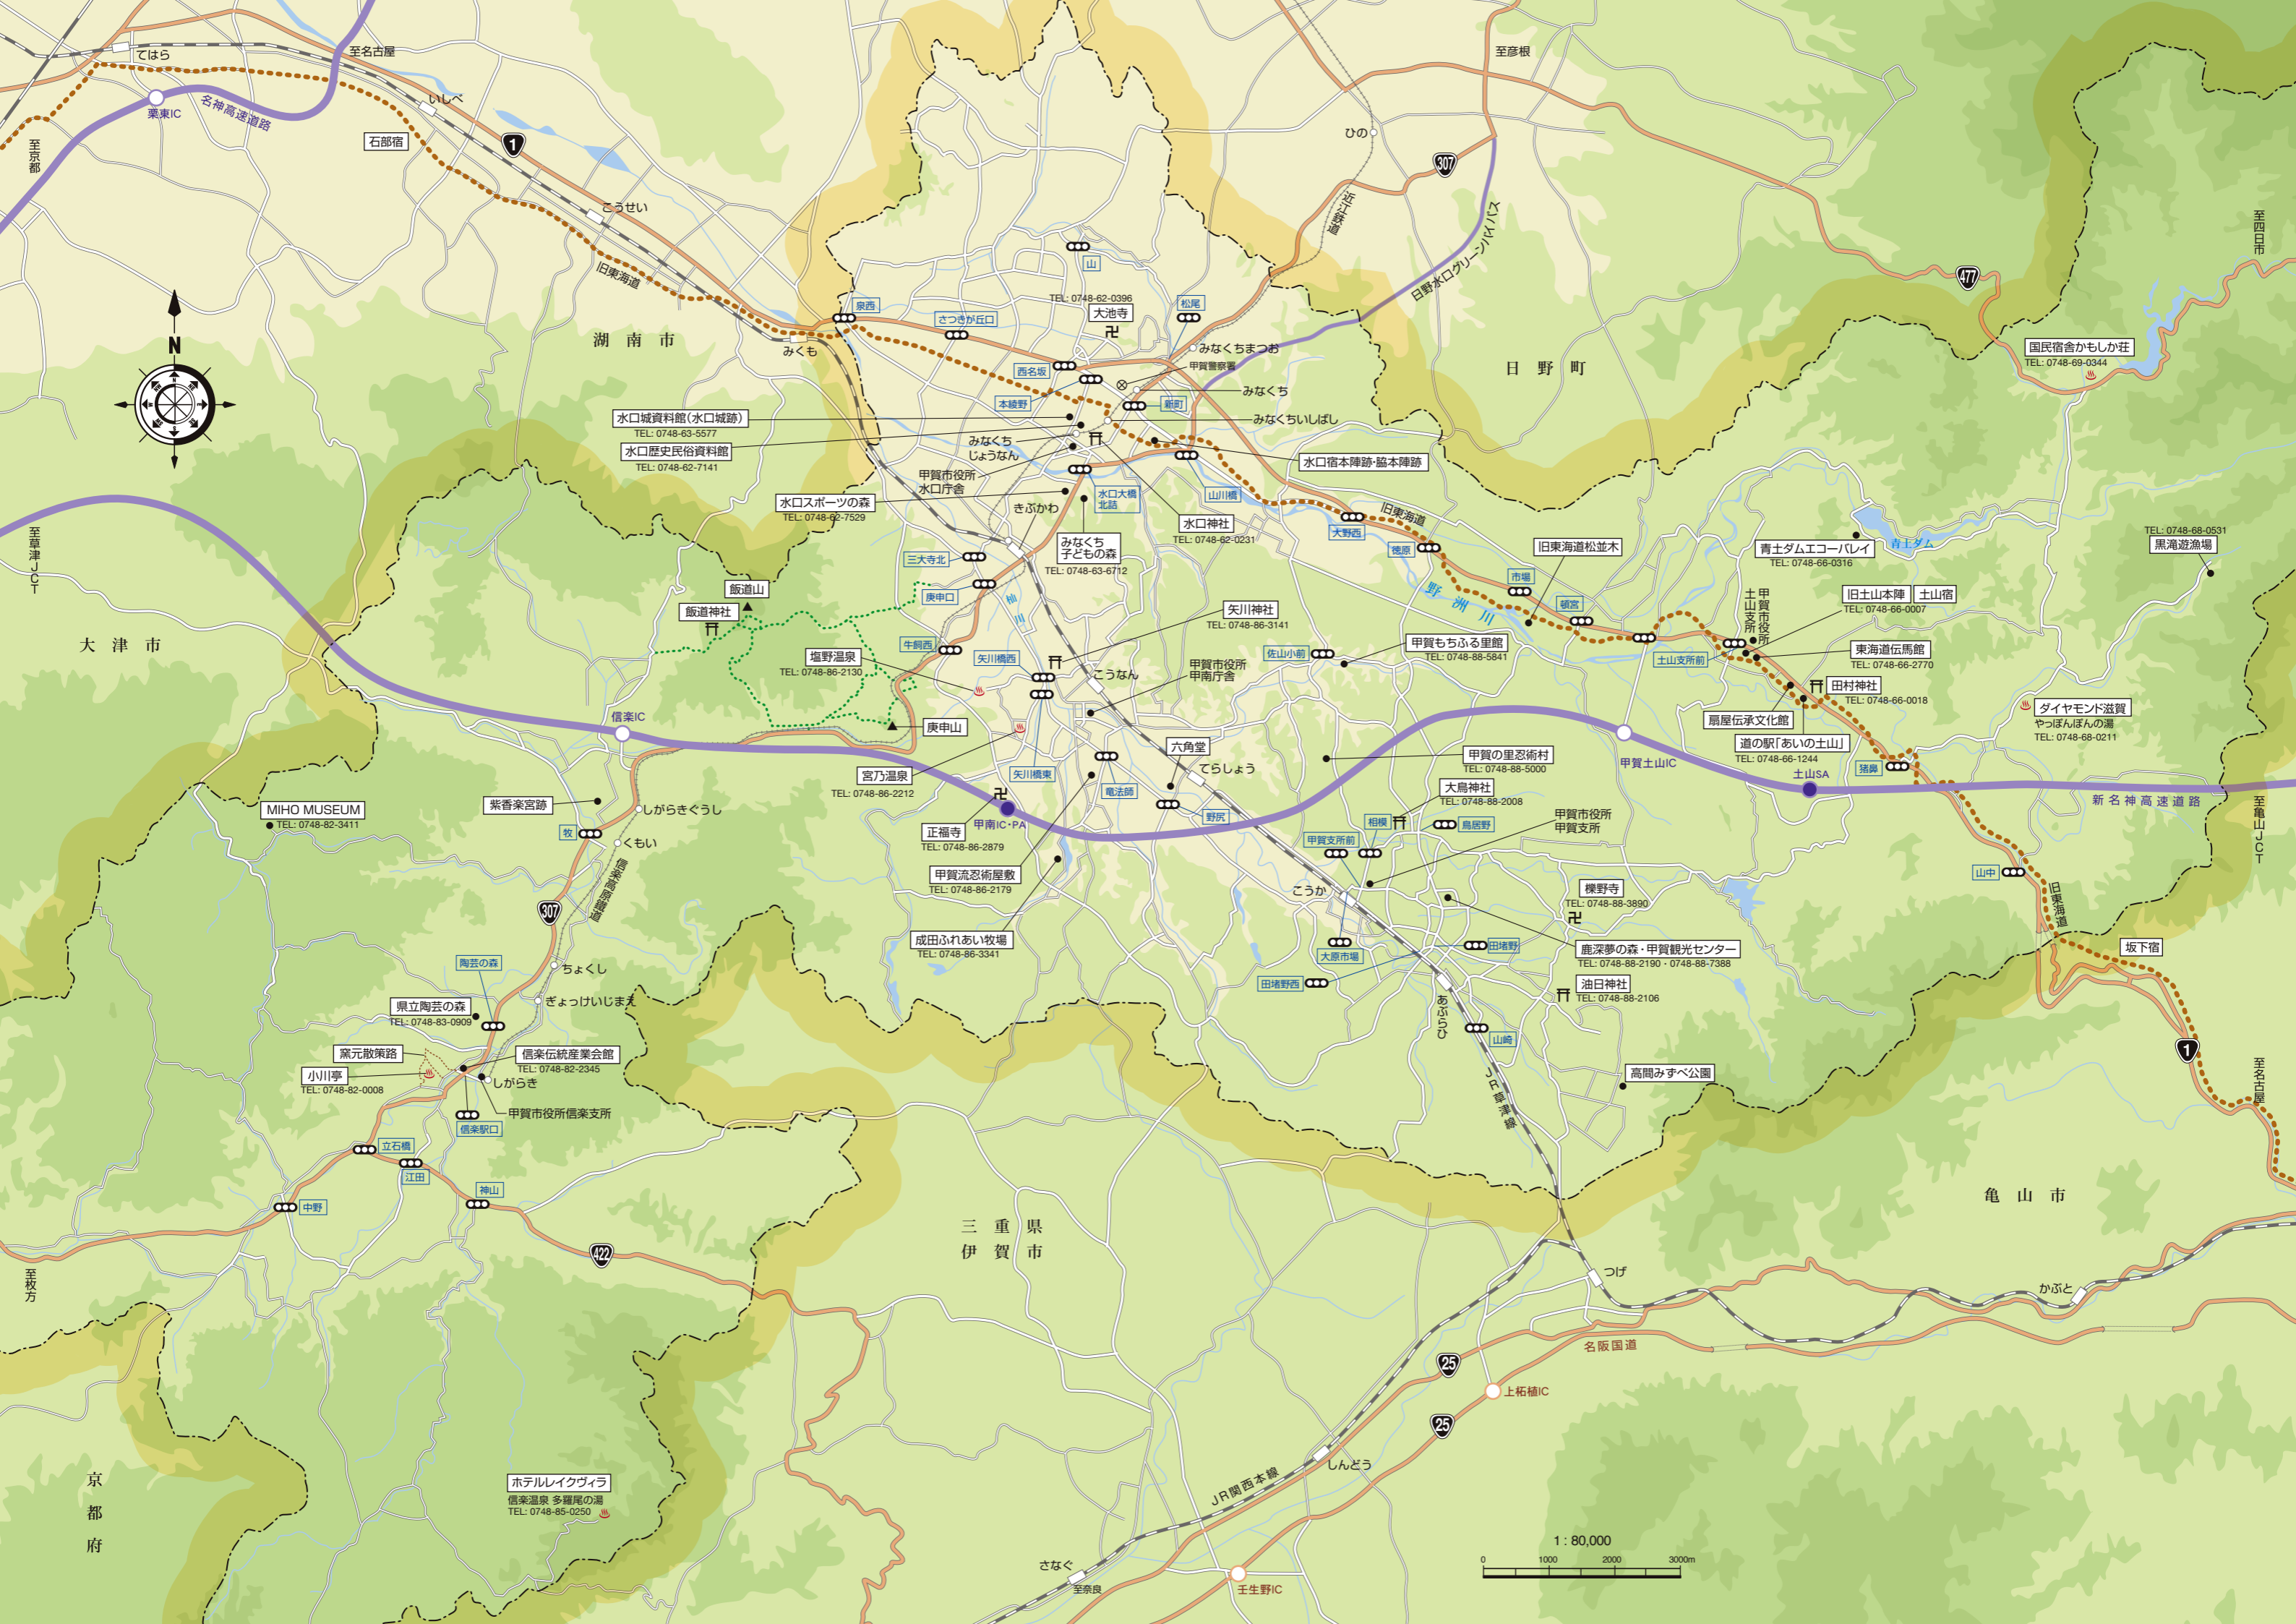 てはら
至名古屋
栗東IC
名神高速道路
いしべ
至京都
石部宿
1
こうせい
旧東海道
N
湖南市
みくも
至彦根
ひの
307
近江鉄道
日野水口グリーンバイパス
日野町
477
至四日市
国民宿舎かもしか荘
TEL: 0748-69-0344
山
TEL: 0748-62-0396
大池寺
松尾
泉西
さつきが丘口
みなくちまつお
甲賀警察署
西名坂
みなくち
本綾野
新町
みなくちいしばし
水口城資料館(水口城跡)
TEL: 0748-63-5577
水口歴史民俗資料館
TEL: 0748-62-7141
みなくち
じょうなん
甲賀市役所
水口庁舎
水口宿本陣跡・脇本陣跡
水口スポーツの森
TEL: 0748-62-7529
水口大橋
北詰
山川橋
きぶかわ
水口神社
TEL: 0748-62-0231
みなくち
子どもの森
TEL: 0748-63-6712
大野西
旧東海道
徳原
旧東海道松並木
青土ダムエコーバレイ
TEL: 0748-66-0316
青土ダム
TEL: 0748-68-0531
黒滝遊漁場
三大寺北
庚申口
杣川
野洲川
市場
頓宮
甲賀市役所
土山支所
旧土山本陣
土山宿
TEL: 0748-66-0007
土山支所前
東海道伝馬館
TEL: 0748-66-2770
田村神社
TEL: 0748-66-0018
扇屋伝承文化館
道の駅「あいの土山」
TEL: 0748-66-1244
ダイヤモンド滋賀
やっぽんぽんの湯
TEL: 0748-68-0211
猪鼻
土山SA
甲賀土山IC
新名神高速道路
至亀山JCT
飯道山
飯道神社
牛飼西
塩野温泉
TEL: 0748-86-2130
矢川橋西
矢川神社
TEL: 0748-86-3141
甲賀市役所
甲南庁舎
こうなん
佐山小前
甲賀もちふる里館
TEL: 0748-88-5841
庚申山
至草津JCT
大津市
信楽IC
宮乃温泉
TEL: 0748-86-2212
矢川橋東
竜法師
六角堂
てらしょう
野尻
甲賀の里忍術村
TEL: 0748-88-5000
大鳥神社
TEL: 0748-88-2008
相模
鳥居野
甲賀市役所
甲賀支所
甲賀支所前
甲南IC・PA
正福寺
TEL: 0748-86-2879
甲賀流忍術屋敷
TEL: 0748-86-2179
成田ふれあい牧場
TEL: 0748-86-3341
こうか
櫟野寺
TEL: 0748-88-3890
山中
旧東海道
坂下宿
大原市場
田堵野
田堵野西
鹿深夢の森・甲賀観光センター
TEL: 0748-88-2190・0748-88-7388
油日神社
TEL: 0748-88-2106
あぶらひ
山崎
高間みずべ公園
JR草津線
1
至名古屋
MIHO MUSEUM
TEL: 0748-82-3411
紫香楽宮跡
牧
しがらきぐうし
くもい
信楽高原鐵道
307
ちょくし
陶芸の森
ぎょっけいじまえ
県立陶芸の森
TEL: 0748-83-0909
窯元散策路
信楽伝統産業会館
TEL: 0748-82-2345
小川亭
TEL: 0748-82-0008
しがらき
甲賀市役所信楽支所
信楽駅口
立石橋
江田
神山
中野
422
至枚方
三重県
伊賀市
亀山市
つげ
かぶと
名阪国道
25
上柘植IC
25
しんどう
JR関西本線
さなぐ
至奈良
壬生野IC
京都府
ホテルレイクヴィラ
信楽温泉 多羅尾の湯
TEL: 0748-85-0250
1 : 80,000
0 1000 2000 3000m